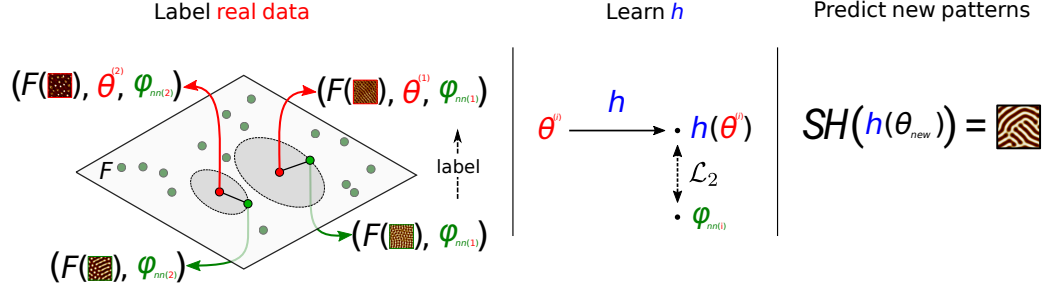 Label real data
Learn h
Predict new patterns
(F( ), θ⁽²⁾, φₙₙ₍₂₎)
(F( ), θ⁽¹⁾, φₙₙ₍₁₎)
F
label
(F( ), φₙₙ₍₂₎)
(F( ), φₙₙ₍₁₎)
h
θ⁽ⁱ⁾
h(θ⁽ⁱ⁾)
ℒ₂
φₙₙ₍ᵢ₎
SH(h(θₙₑw)) =